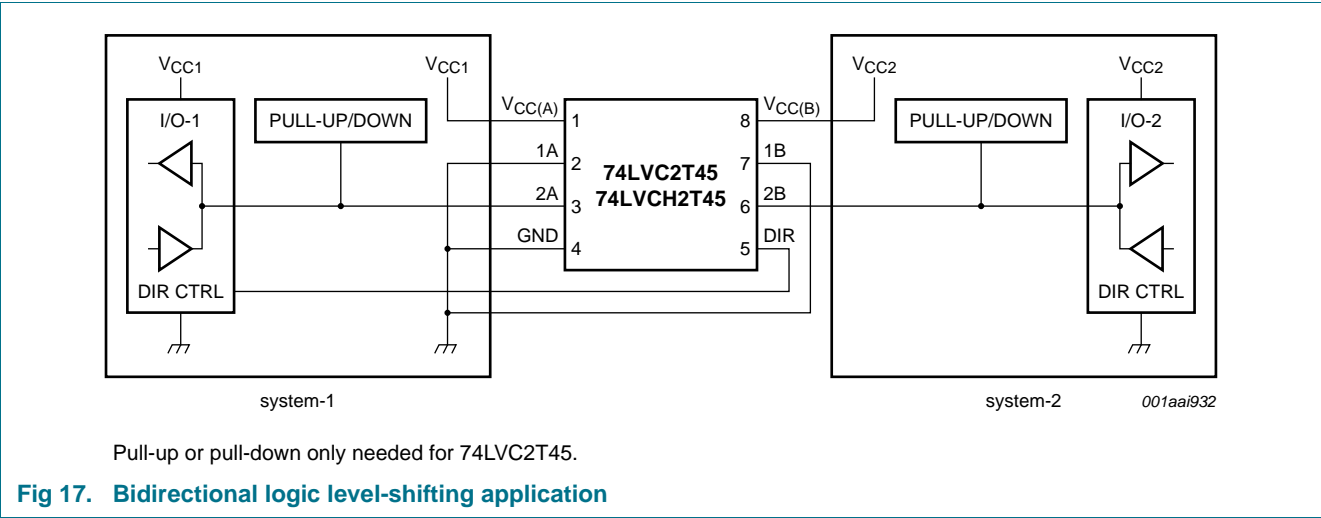 VCC1
VCC1
VCC2
VCC2
I/O-1
PULL-UP/DOWN
VCC(A)
1
8
VCC(B)
PULL-UP/DOWN
I/O-2
1A
2
74LVC2T45
7
1B
2A
3
74LVCH2T45
6
2B
GND
4
5
DIR
DIR CTRL
DIR CTRL
system-1
system-2
001aai932
Pull-up or pull-down only needed for 74LVC2T45.
Fig 17. Bidirectional logic level-shifting application